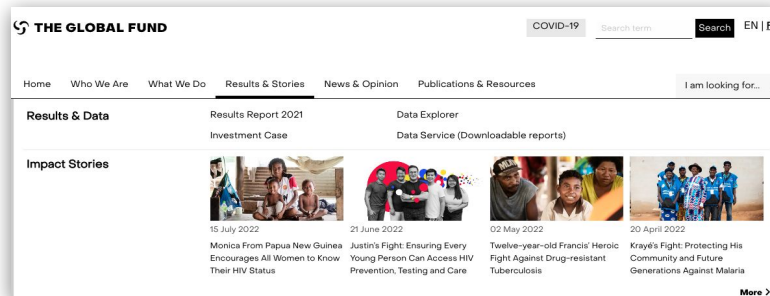 THE GLOBAL FUND
COVID-19
Search term
Search
EN |
Home Who We Are What We Do Results & Stories News & Opinion Publications & Resources
I am looking for...
Results & Data
Results Report 2021
Data Explorer
Investment Case
Data Service (Downloadable reports)
Impact Stories
15 July 2022
Monica From Papua New Guinea
Encourages All Women to Know
Their HIV Status
21 June 2022
Justin's Fight: Ensuring Every
Young Person Can Access HIV
Prevention, Testing and Care
02 May 2022
Twelve-year-old Francis' Heroic
Fight Against Drug-resistant
Tuberculosis
20 April 2022
Krayé's Fight: Protecting His
Community and Future
Generations Against Malaria
More >